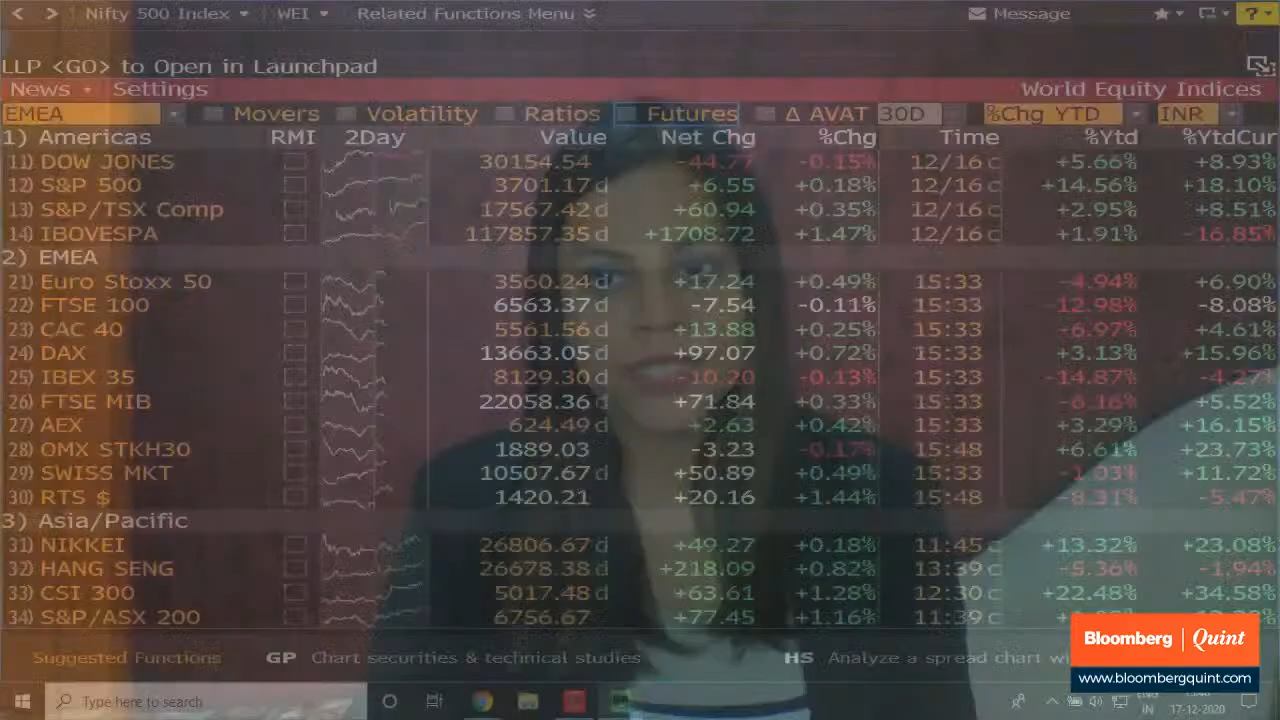 Nifty 500 Index WEI Related Functions Menu Message ?
LLP <GO> to Open in Launchpad
News Settings World Equity Indices
EMEA Movers Volatility Ratios Futures Δ AVAT 30D %Chg YTD INR
1) Americas RMI 2Day Value Net Chg %Chg Time %Ytd %YtdCur
11) DOW JONES 30154.54 -44.77 -0.15% 12/16 c +5.66% +8.93%
12) S&P 500 3701.17 d +6.55 +0.18% 12/16 c +14.56% +18.10%
13) S&P/TSX Comp 17567.42 d +60.94 +0.35% 12/16 c +2.95% +8.51%
14) IBOVESPA 117857.35 d +1708.72 +1.47% 12/16 c +1.91% -16.85%
2) EMEA
21) Euro Stoxx 50 3560.24 d +17.24 +0.49% 15:33 -4.94% +6.90%
22) FTSE 100 6563.37 d -7.54 -0.11% 15:33 -12.98% -8.08%
23) CAC 40 5561.56 d +13.88 +0.25% 15:33 -6.97% +4.61%
24) DAX 13663.05 d +97.07 +0.72% 15:33 +3.13% +15.96%
25) IBEX 35 8129.30 d -10.20 -0.13% 15:33 -14.87% -4.27%
26) FTSE MIB 22058.36 d +71.84 +0.33% 15:33 -6.16% +5.52%
27) AEX 624.49 d +2.63 +0.42% 15:33 +3.29% +16.15%
28) OMX STKH30 1889.03 -3.23 -0.17% 15:48 +6.61% +23.73%
29) SWISS MKT 10507.67 d +50.89 +0.49% 15:33 -1.03% +11.72%
30) RTS $ 1420.21 +20.16 +1.44% 15:48 -8.31% -5.47%
3) Asia/Pacific
31) NIKKEI 26806.67 d +49.27 +0.18% 11:45 c +13.32% +23.08%
32) HANG SENG 26678.38 d +218.09 +0.82% 13:39 c -5.36% -1.94%
33) CSI 300 5017.48 d +63.61 +1.28% 12:30 c +22.48% +34.58%
34) S&P/ASX 200 6756.67 +77.45 +1.16% 11:39 c
Suggested Functions GP Chart securities & technical studies HS Analyze a spread chart
Bloomberg | Quint
www.bloombergquint.com
Type here to search
IN 17-12-2020